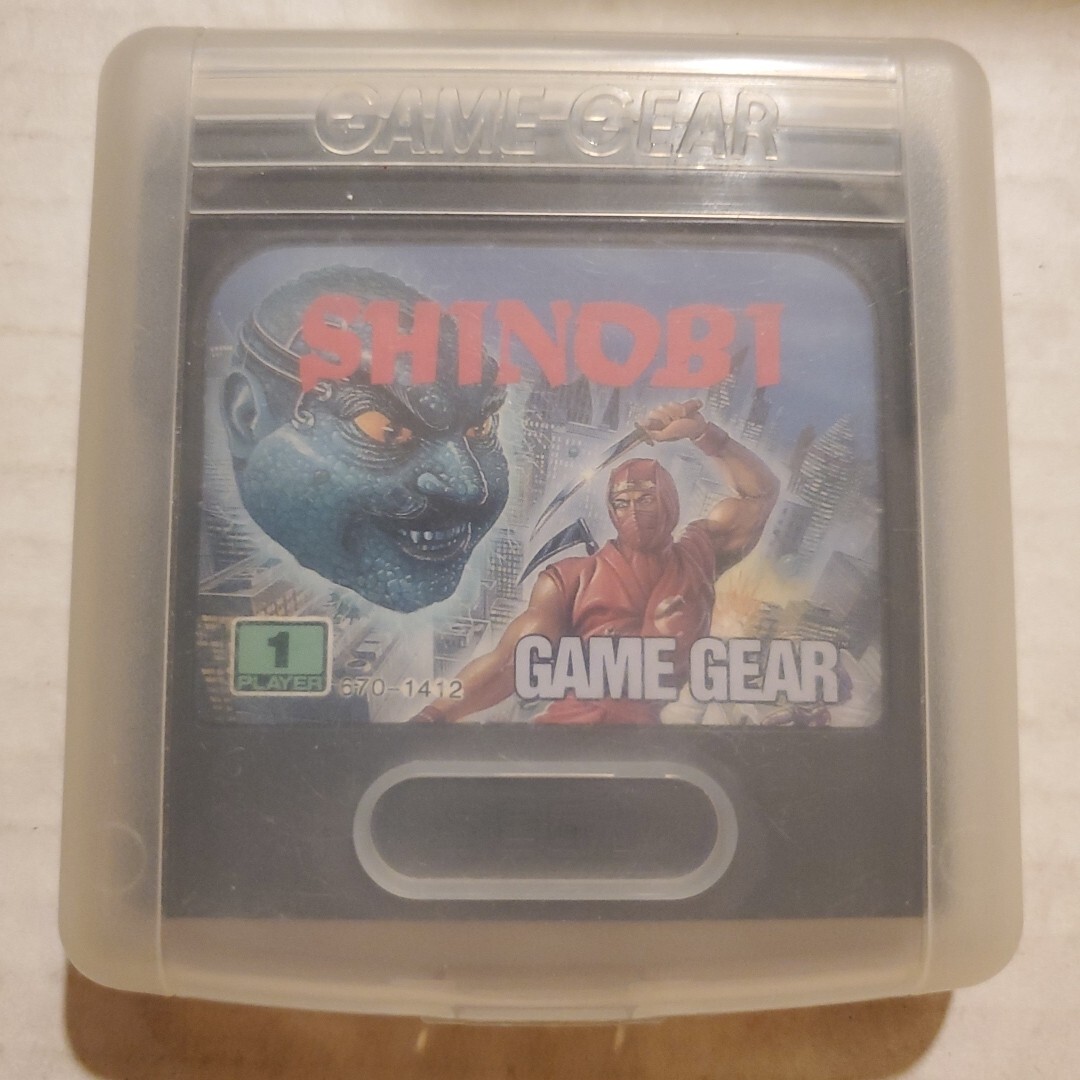 GAME GEAR
SHINOBI
1
PLAYER
670-1412
GAME GEAR